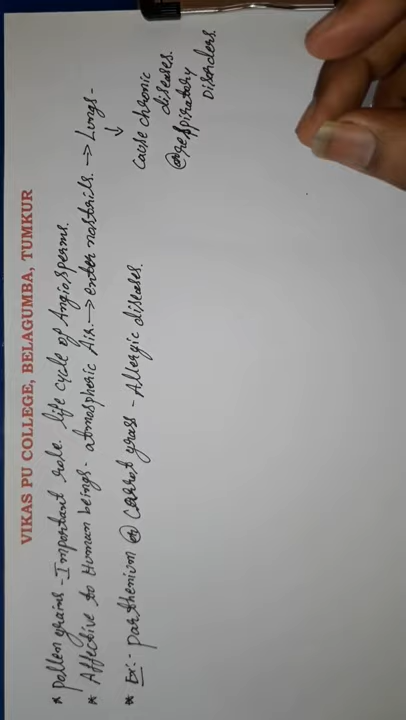 VIKAS PU COLLEGE, BELAGUMBA, TUMKUR
* Pollen grains - Important role. life cycle of Angiosperms.
* Affective to Human beings - atmospheric Air. → enter nostrils. → Lungs -
↓
Cause chronic
diseases.
@ respiratory
Disorders.
* Ex:- Parthenium @ Carrot grass - Allergic diseases.